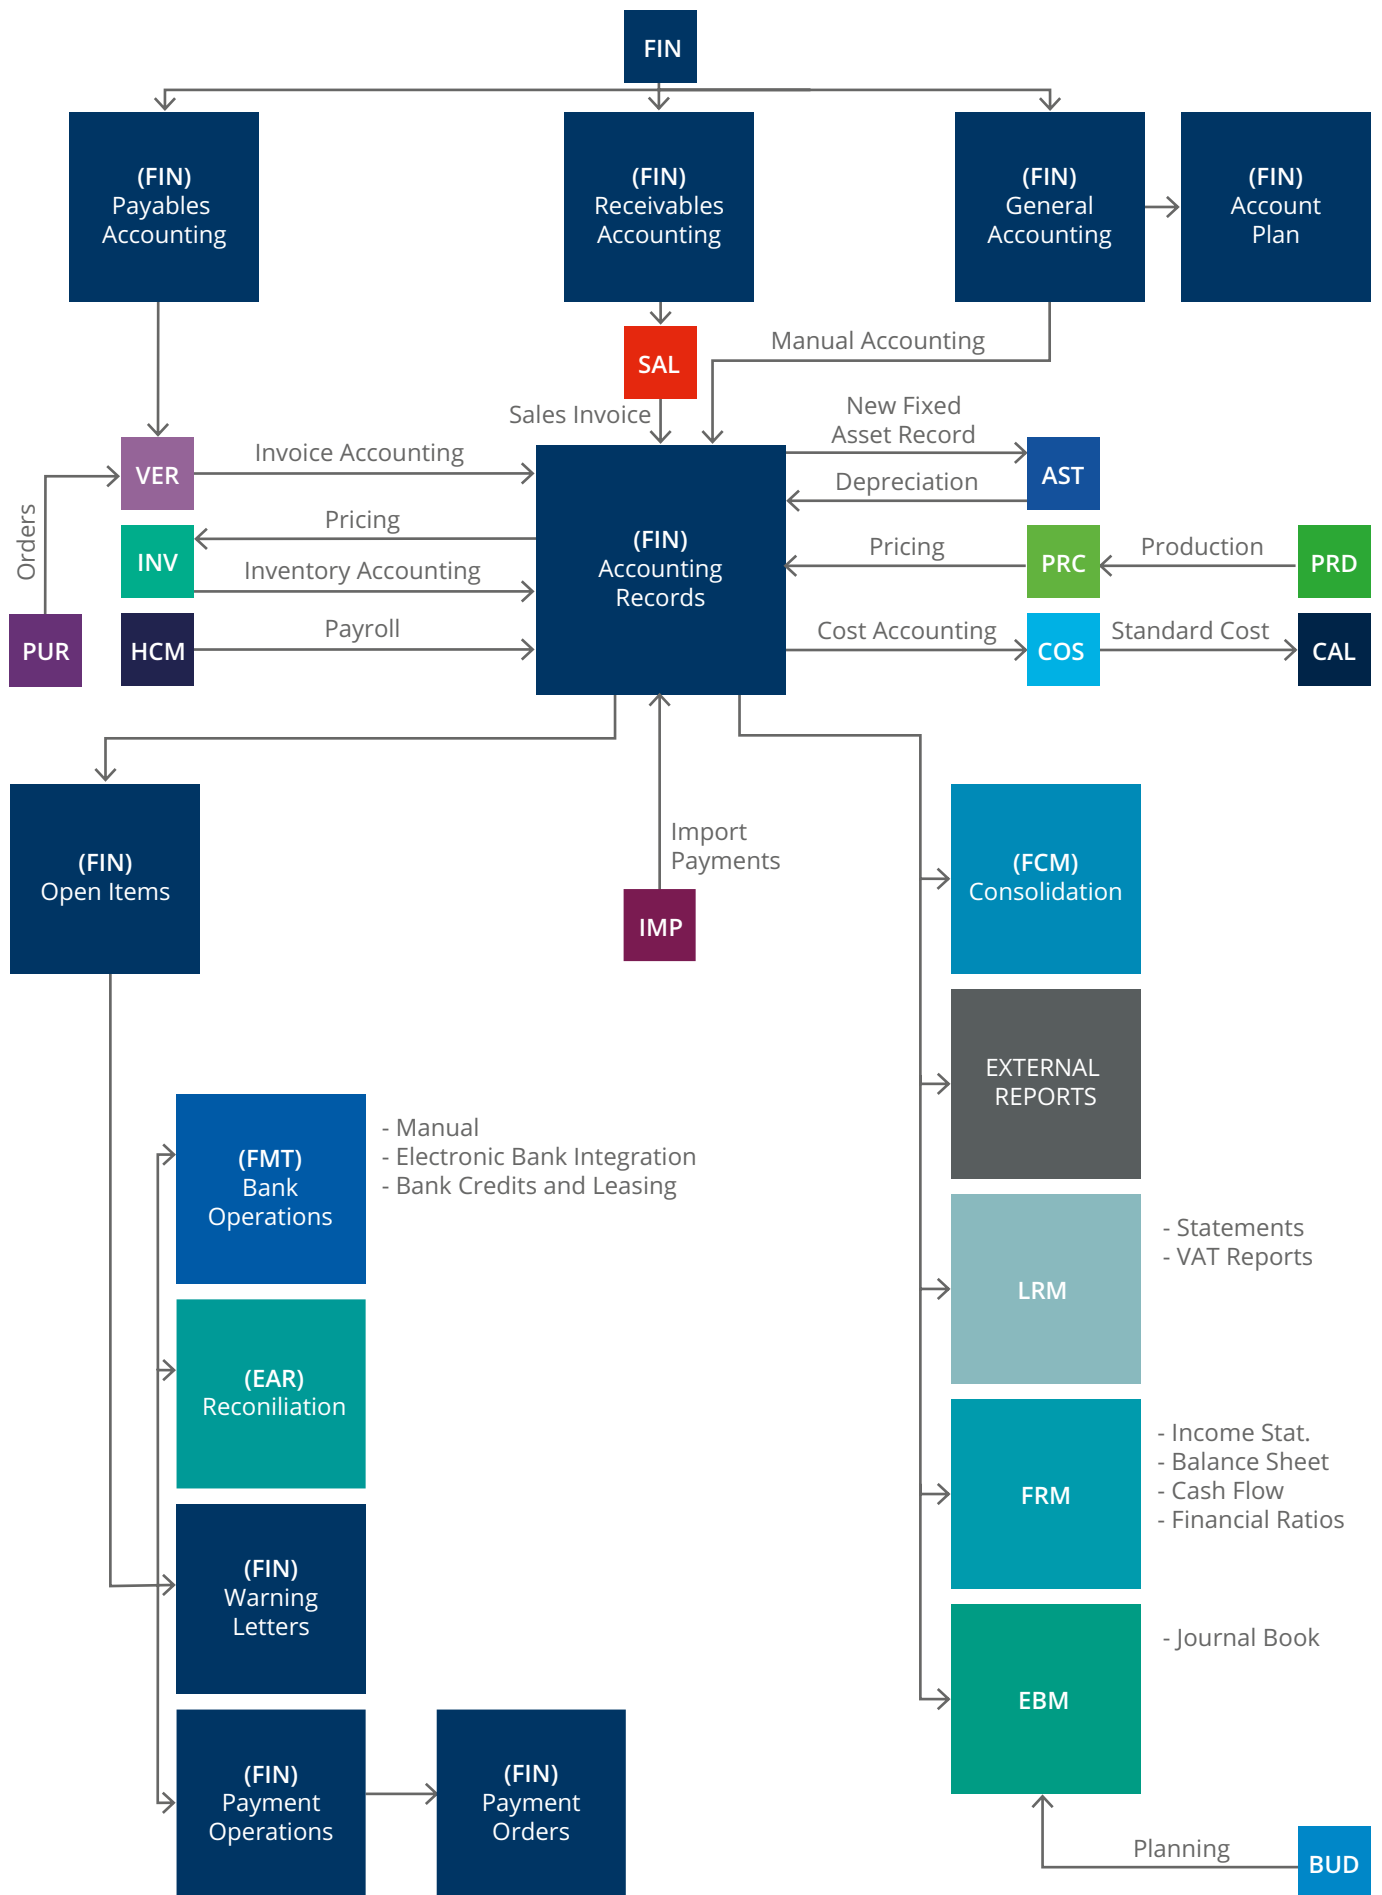 FIN
(FIN)
Payables
Accounting
(FIN)
Receivables
Accounting
(FIN)
General
Accounting
(FIN)
Account
Plan
SAL
Manual Accounting
Sales Invoice
New Fixed
Asset Record
VER
Invoice Accounting
AST
Depreciation
Orders
Pricing
INV
Inventory Accounting
(FIN)
Accounting
Records
Pricing
PRC
Production
PRD
PUR
HCM
Payroll
Cost Accounting
COS
Standard Cost
CAL
(FIN)
Open Items
Import
Payments
IMP
(FCM)
Consolidation
EXTERNAL
REPORTS
(FMT)
Bank
Operations
- Manual
- Electronic Bank Integration
- Bank Credits and Leasing
LRM
- Statements
- VAT Reports
(EAR)
Reconiliation
FRM
- Income Stat.
- Balance Sheet
- Cash Flow
- Financial Ratios
(FIN)
Warning
Letters
EBM
- Journal Book
(FIN)
Payment
Operations
(FIN)
Payment
Orders
Planning
BUD